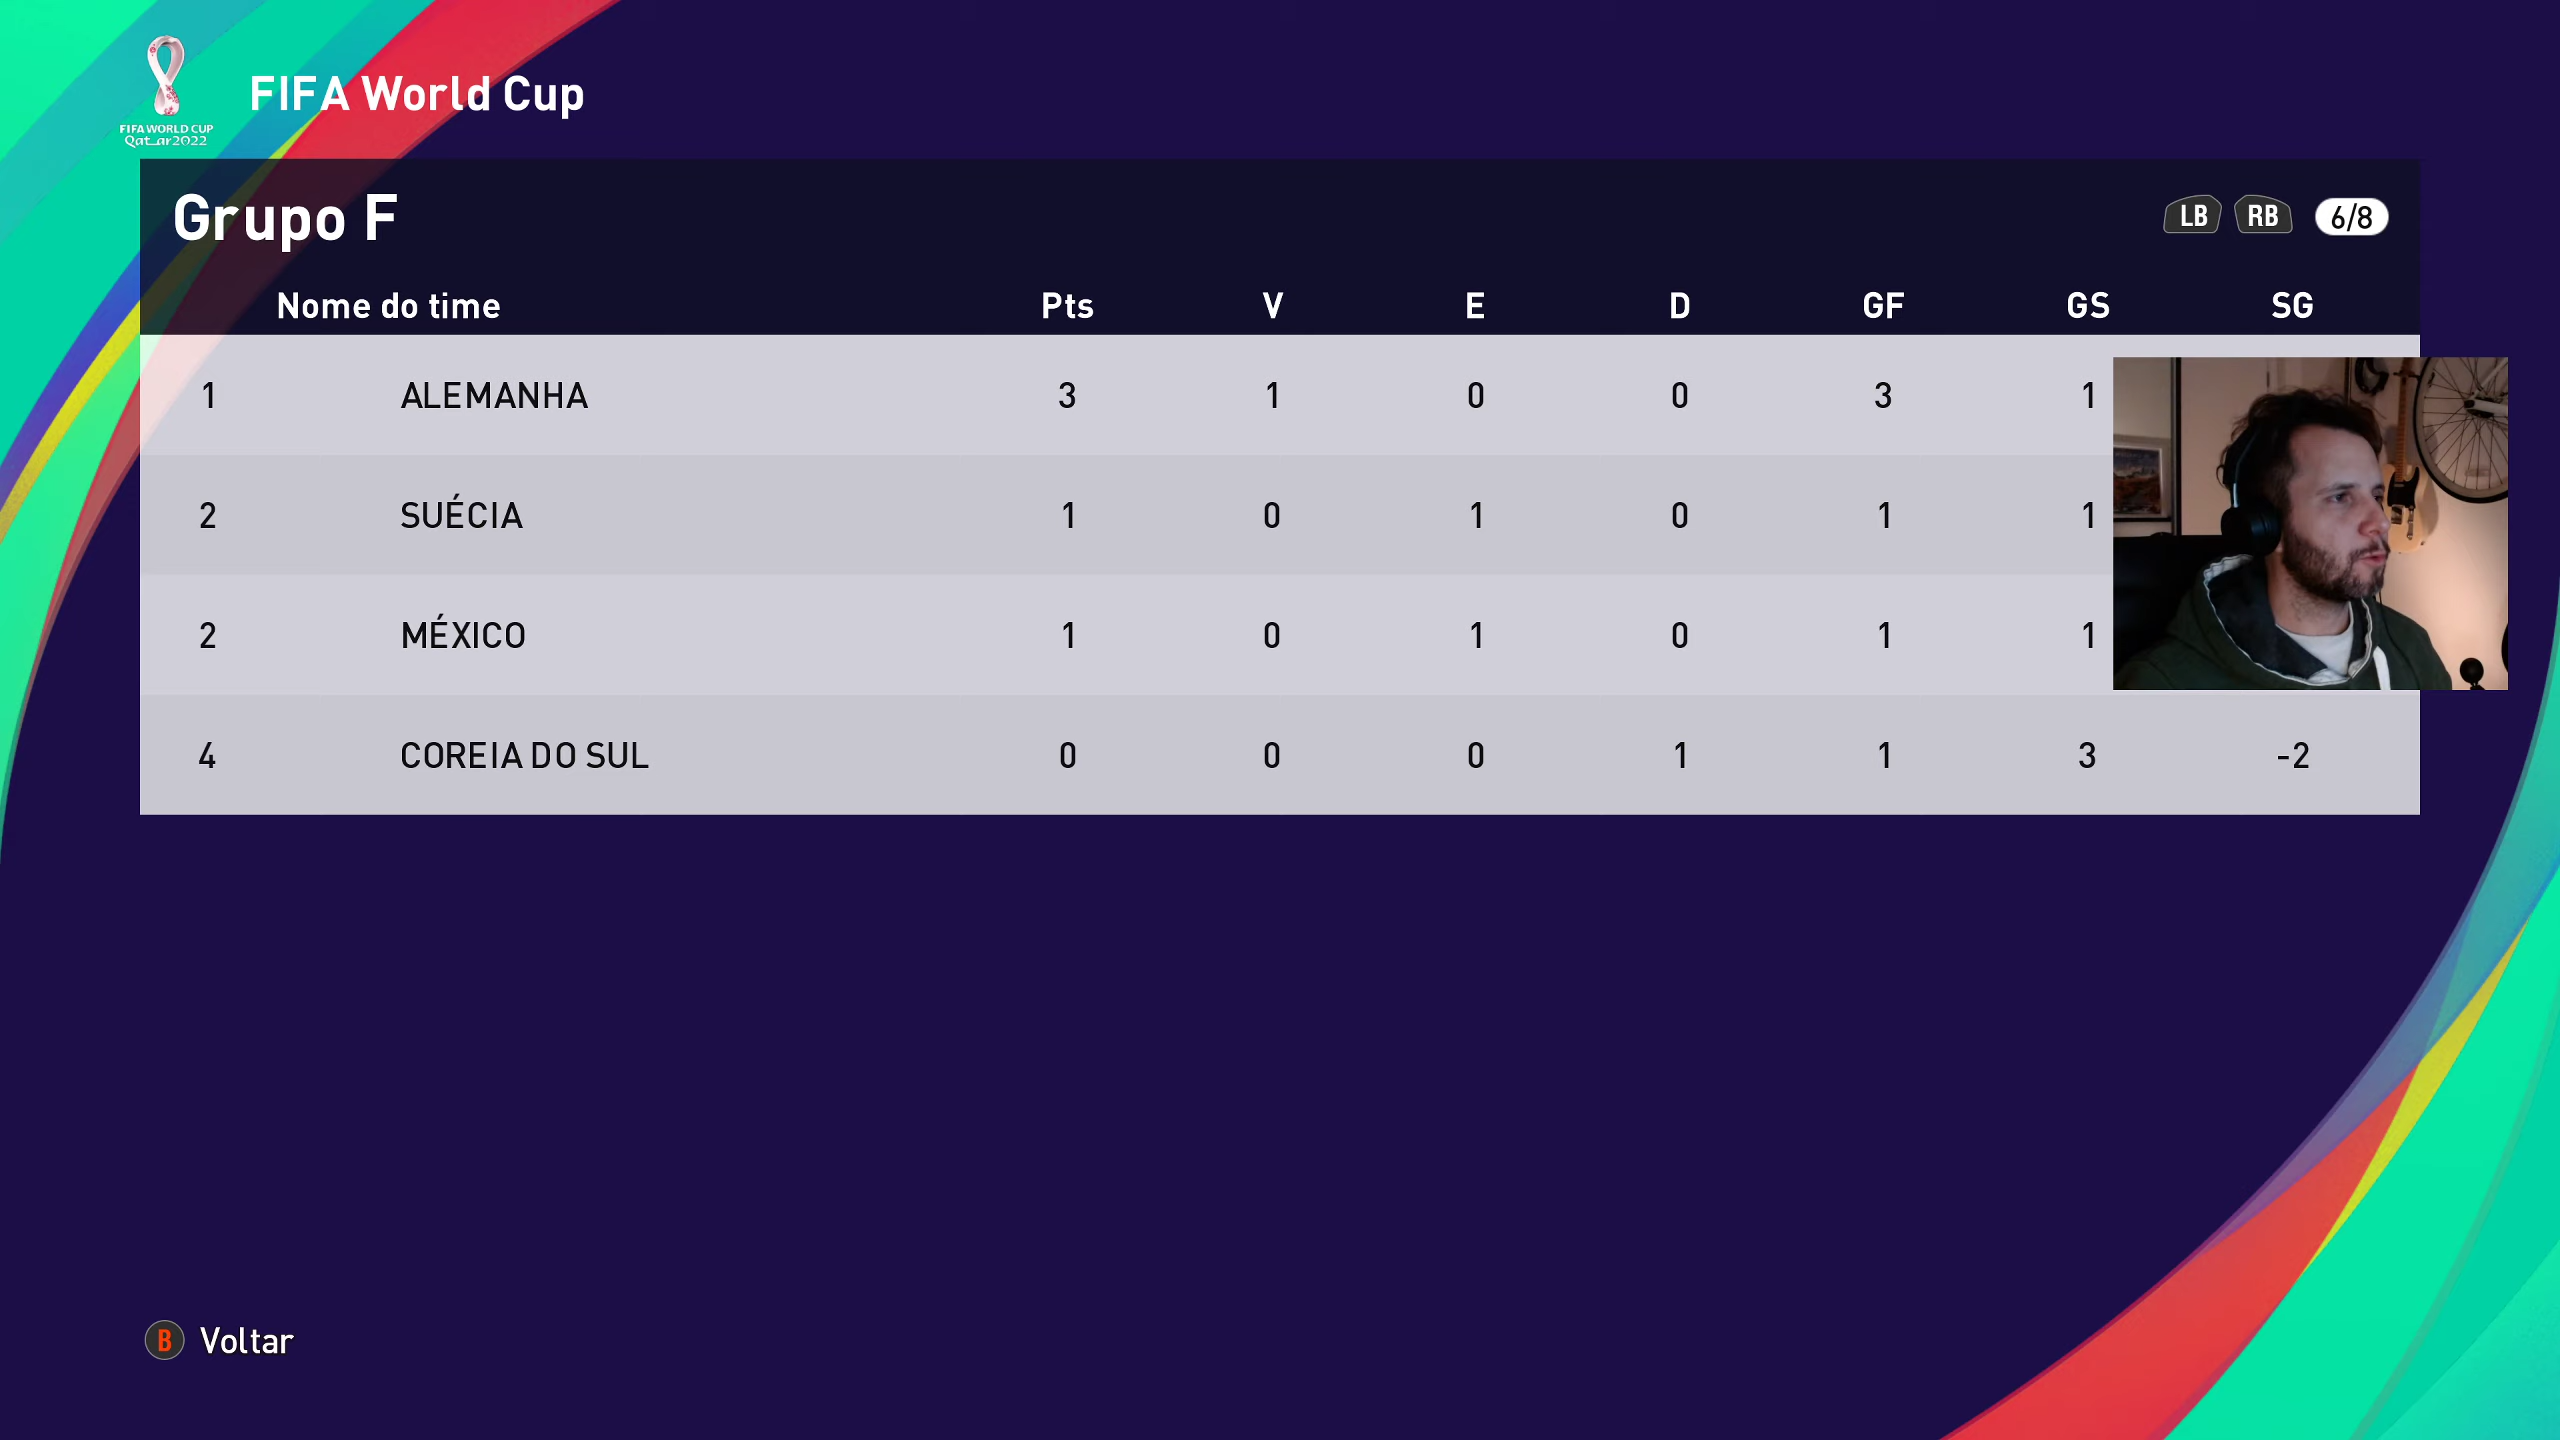 FIFA World Cup
FIFA WORLD CUP
Qatar2022
Grupo F
LB RB 6/8
Nome do time Pts V E D GF GS SG
1 ALEMANHA 3 1 0 0 3 1
2 SUÉCIA 1 0 1 0 1 1
2 MÉXICO 1 0 1 0 1 1
4 COREIA DO SUL 0 0 0 1 1 3 -2
B Voltar